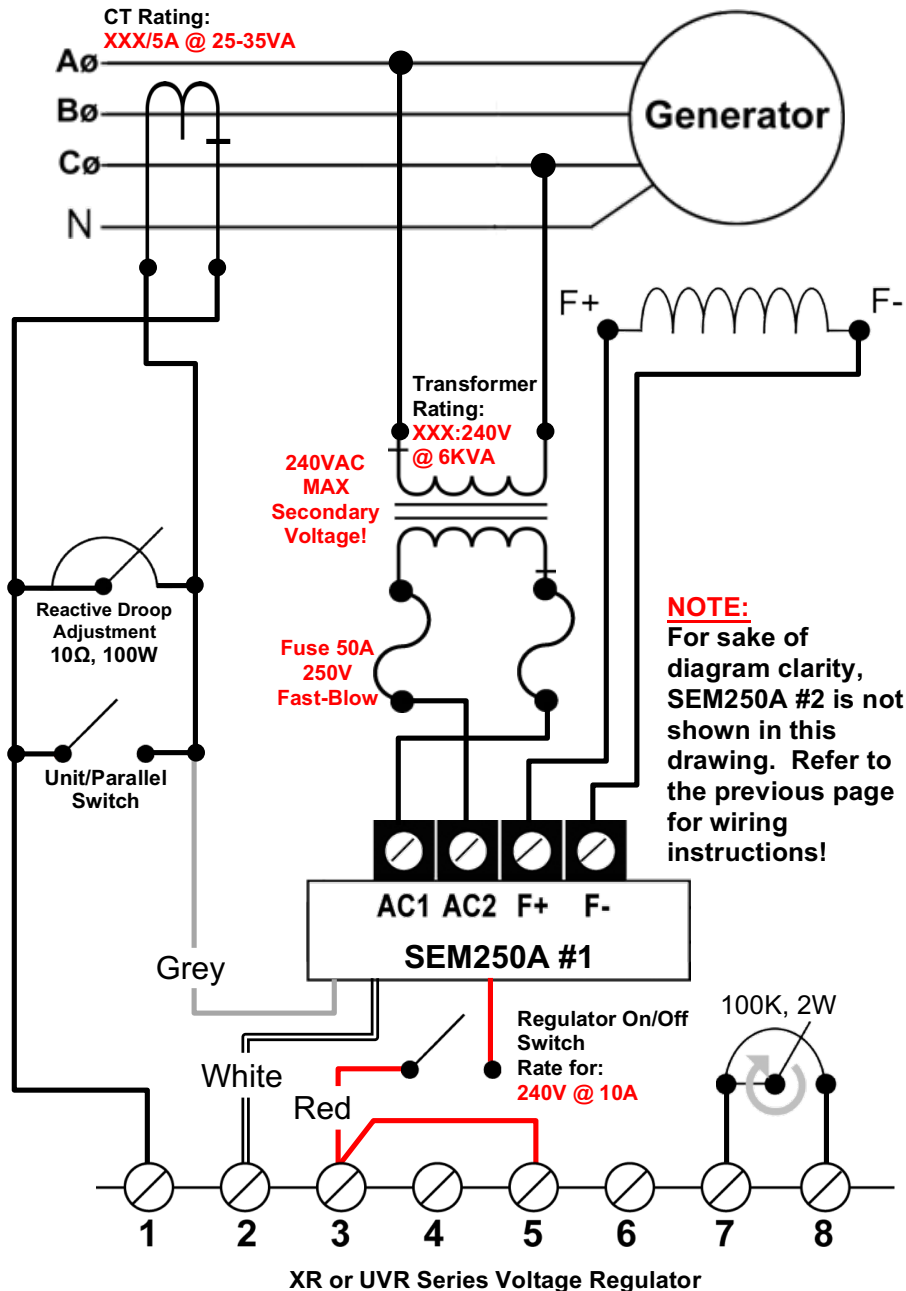 CT Rating:
XXX/5A @ 25-35VA
Aø
Bø
Cø
N
Generator
F+
F-
Transformer
Rating:
XXX:240V
@ 6KVA
240VAC
MAX
Secondary
Voltage!
Reactive Droop
Adjustment
10Ω, 100W
Fuse 50A
250V
Fast-Blow
NOTE:
For sake of
diagram clarity,
SEM250A #2 is not
shown in this
drawing. Refer to
the previous page
for wiring
instructions!
Unit/Parallel
Switch
AC1 AC2 F+ F-
SEM250A #1
Grey
White
Red
Regulator On/Off
Switch
Rate for:
240V @ 10A
100K, 2W
1 2 3 4 5 6 7 8
XR or UVR Series Voltage Regulator